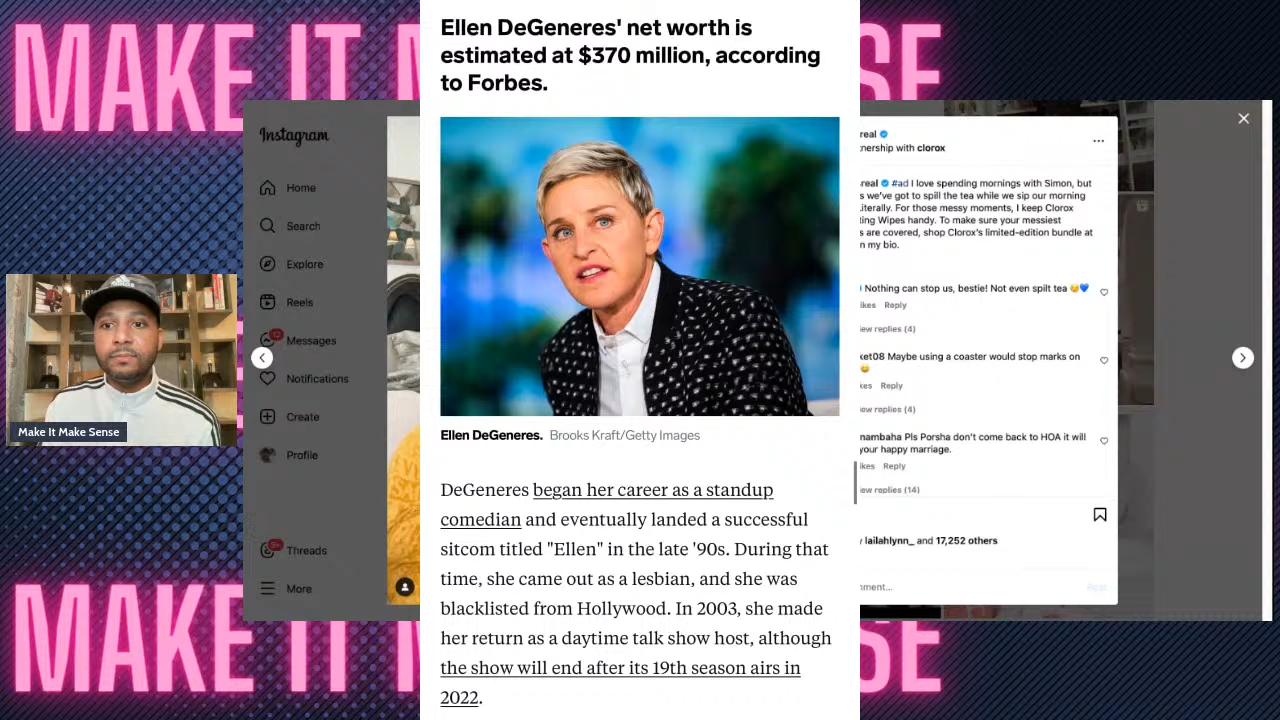 MAKE IT M
SE
Ellen DeGeneres' net worth is
estimated at $370 million, according
to Forbes.
Ellen DeGeneres. Brooks Kraft/Getty Images
DeGeneres began her career as a standup
comedian and eventually landed a successful
sitcom titled "Ellen" in the late '90s. During that
time, she came out as a lesbian, and she was
blacklisted from Hollywood. In 2003, she made
her return as a daytime talk show host, although
the show will end after its 19th season airs in
2022.
Instagram
Home
Search
Explore
Reels
12
Messages
Notifications
Create
Profile
9+
Threads
More
Make It Make Sense
real
nership with clorox
real #ad I love spending mornings with Simon, but
s we've got to spill the tea while we sip our morning
iterally. For those messy moments, I keep Clorox
ing Wipes handy. To make sure your messiest
s are covered, shop Clorox's limited-edition bundle at
n my bio.
Nothing can stop us, bestie! Not even spilt tea 😏💙
ikes Reply
iew replies (4)
ket08 Maybe using a coaster would stop marks on
😅
kes Reply
iew replies (4)
nambaha Pls Porsha don't come back to HOA it will
your happy marriage.
ikes Reply
iew replies (14)
y lailahlynn_ and 17,252 others
nment...
Post
MAKE IT M
SE